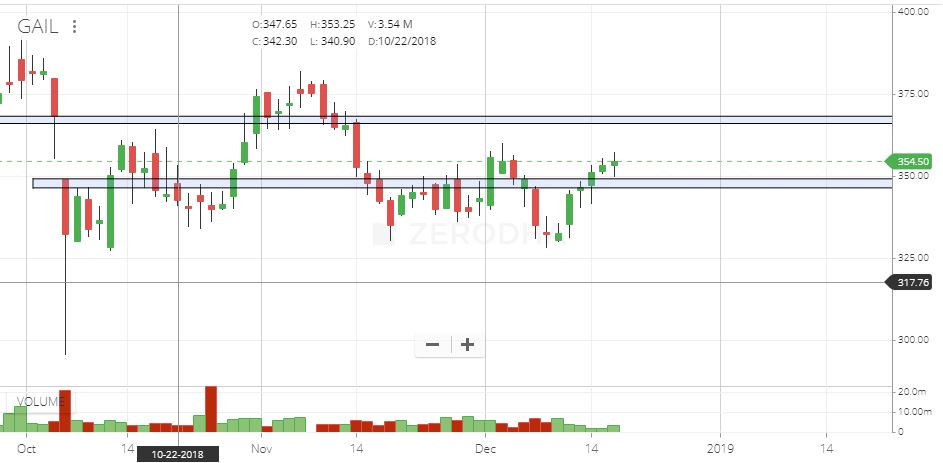 GAIL
O:347.65 H:353.25 V:3.54 M
C:342.30 L: 340.90 D:10/22/2018
400.00
375.00
354.50
350.00
ZERODH
325.00
317.76
300.00
VOLUME
20.0m
10.00m
0
Oct 14 Nov 14 Dec 14 2019 14
10-22-2018